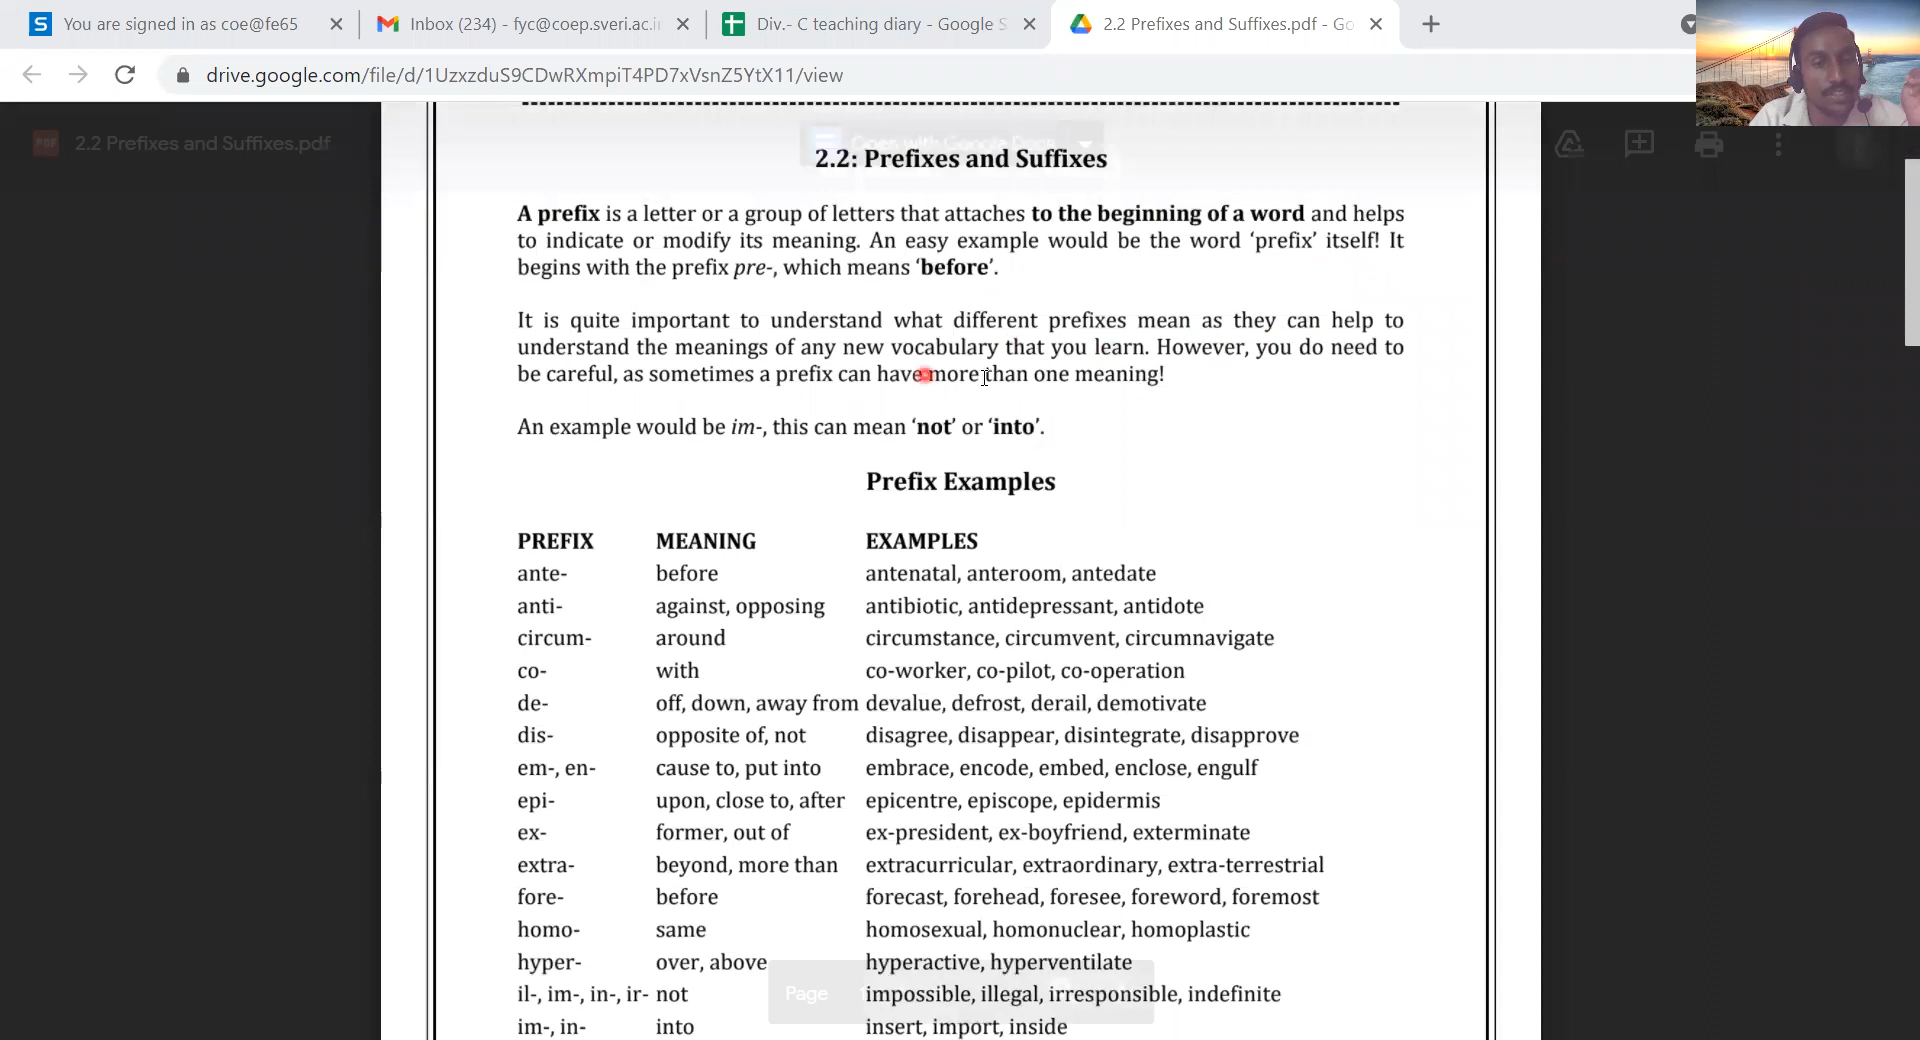 You are signed in as coe@fe65
Inbox (234) - fyc@coep.sveri.ac.i
Div.- C teaching diary - Google S
2.2 Prefixes and Suffixes.pdf - Go
drive.google.com/file/d/1UzxzduS9CDwRXmpiT4PD7xVsnZ5YtX11/view
PDF 2.2 Prefixes and Suffixes.pdf
Open with Google Docs
2.2: Prefixes and Suffixes
A prefix is a letter or a group of letters that attaches to the beginning of a word and helps
to indicate or modify its meaning. An easy example would be the word ‘prefix’ itself! It
begins with the prefix pre-, which means ‘before’.
It is quite important to understand what different prefixes mean as they can help to
understand the meanings of any new vocabulary that you learn. However, you do need to
be careful, as sometimes a prefix can have more than one meaning!
An example would be im-, this can mean ‘not’ or ‘into’.
Prefix Examples
PREFIX MEANING EXAMPLES
ante- before antenatal, anteroom, antedate
anti- against, opposing antibiotic, antidepressant, antidote
circum- around circumstance, circumvent, circumnavigate
co- with co-worker, co-pilot, co-operation
de- off, down, away from devalue, defrost, derail, demotivate
dis- opposite of, not disagree, disappear, disintegrate, disapprove
em-, en- cause to, put into embrace, encode, embed, enclose, engulf
epi- upon, close to, after epicentre, episcope, epidermis
ex- former, out of ex-president, ex-boyfriend, exterminate
extra- beyond, more than extracurricular, extraordinary, extra-terrestrial
fore- before forecast, forehead, foresee, foreword, foremost
homo- same homosexual, homonuclear, homoplastic
hyper- over, above hyperactive, hyperventilate
il-, im-, in-, ir- not impossible, illegal, irresponsible, indefinite
Page
im-, in- into insert, import, inside